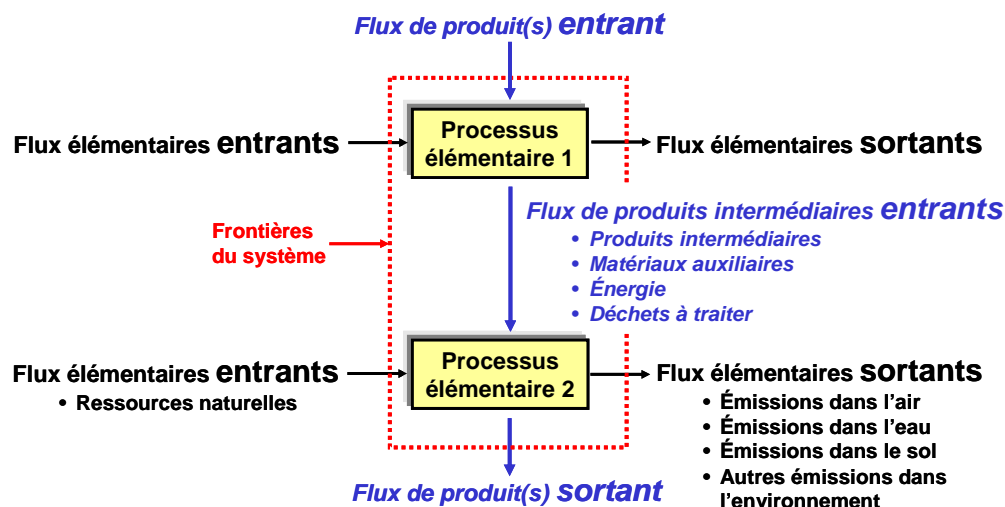 Flux de produit(s) entrant
Flux élémentaires entrants
Processus
élémentaire 1
Flux élémentaires sortants
Flux de produits intermédiaires entrants
• Produits intermédiaires
• Matériaux auxiliaires
• Énergie
• Déchets à traiter
Frontières
du système
Flux élémentaires entrants
• Ressources naturelles
Processus
élémentaire 2
Flux élémentaires sortants
• Émissions dans l'air
• Émissions dans l'eau
• Émissions dans le sol
• Autres émissions dans
l'environnement
Flux de produit(s) sortant